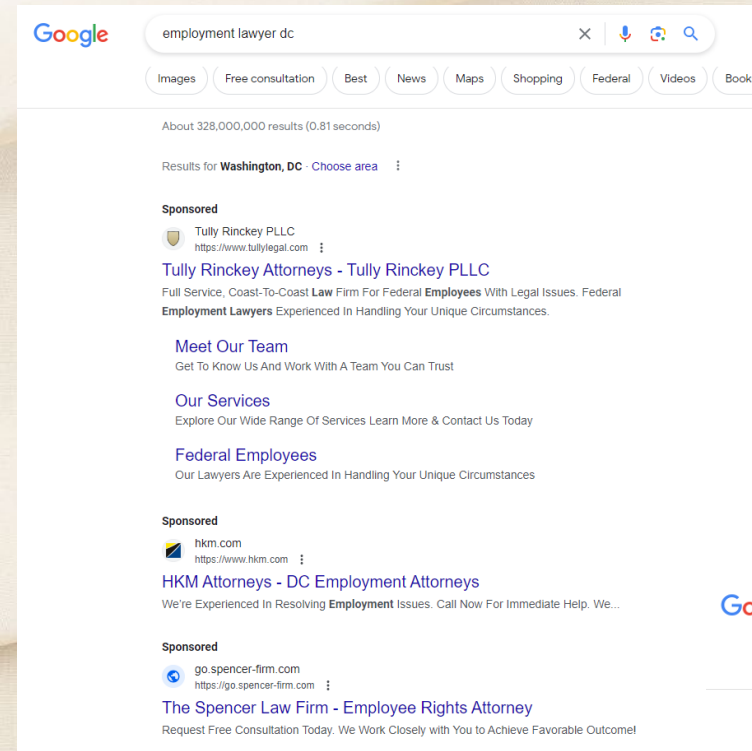 Google
employment lawyer dc
Images Free consultation Best News Maps Shopping Federal Videos Book
About 328,000,000 results (0.81 seconds)
Results for Washington, DC · Choose area
Sponsored
Tully Rinckey PLLC
https://www.tullylegal.com
Tully Rinckey Attorneys - Tully Rinckey PLLC
Full Service, Coast-To-Coast Law Firm For Federal Employees With Legal Issues. Federal
Employment Lawyers Experienced In Handling Your Unique Circumstances.
Meet Our Team
Get To Know Us And Work With A Team You Can Trust
Our Services
Explore Our Wide Range Of Services Learn More & Contact Us Today
Federal Employees
Our Lawyers Are Experienced In Handling Your Unique Circumstances
Sponsored
hkm.com
https://www.hkm.com
HKM Attorneys - DC Employment Attorneys
We're Experienced In Resolving Employment Issues. Call Now For Immediate Help. We...
Go
Sponsored
go.spencer-firm.com
https://go.spencer-firm.com
The Spencer Law Firm - Employee Rights Attorney
Request Free Consultation Today. We Work Closely with You to Achieve Favorable Outcome!